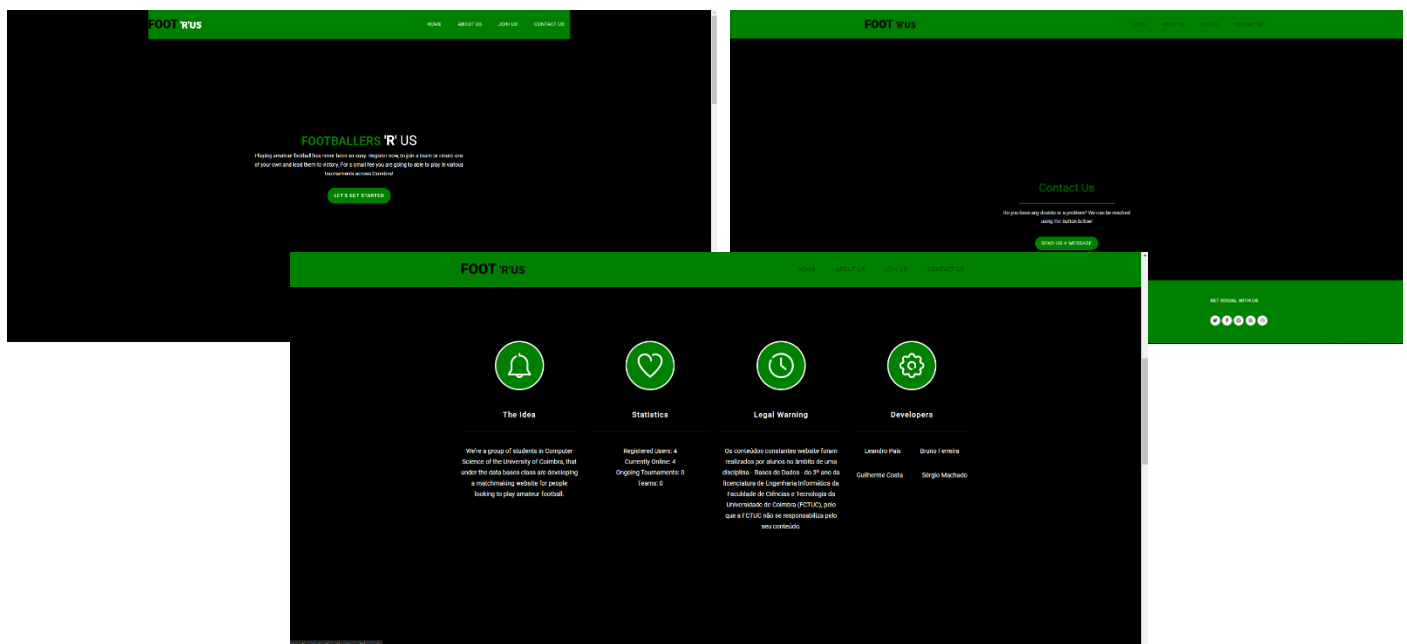 FOOT 'R'US
HOME ABOUT US JOIN US CONTACT US
FOOTBALLERS 'R' US
Playing amateur football has never been so easy. Register now, to join a team or create one
of your own and lead them to victory. For a small fee you are going to able to play in various
tournaments across Coimbra!
LET'S GET STARTED
FOOT 'R'US
HOME ABOUT US JOIN US CONTACT US
Contact Us
Do you have any doubts or a problem? We can be reached
using the button below!
SEND US A MESSAGE
GET SOCIAL WITH US
FOOT 'R'US
HOME ABOUT US JOIN US CONTACT US
The Idea
We're a group of students in Computer
Science of the University of Coimbra, that
under the data bases class are developing
a matchmaking website for people
looking to play amateur football.
Statistics
Registered Users: 4
Currently Online: 4
Ongoing Tournaments: 0
Teams: 0
Legal Warning
Os conteúdos constantes website foram
realizados por alunos no âmbito de uma
disciplina - Bases de Dados - do 3º ano da
licenciatura de Engenharia Informática da
Faculdade de Ciências e Tecnologia da
Universidade de Coimbra (FCTUC), pelo
que a FCTUC não se responsabiliza pelo
seu conteúdo.
Developers
Leandro Pais Bruno Ferreira
Guilherme Costa Sérgio Machado